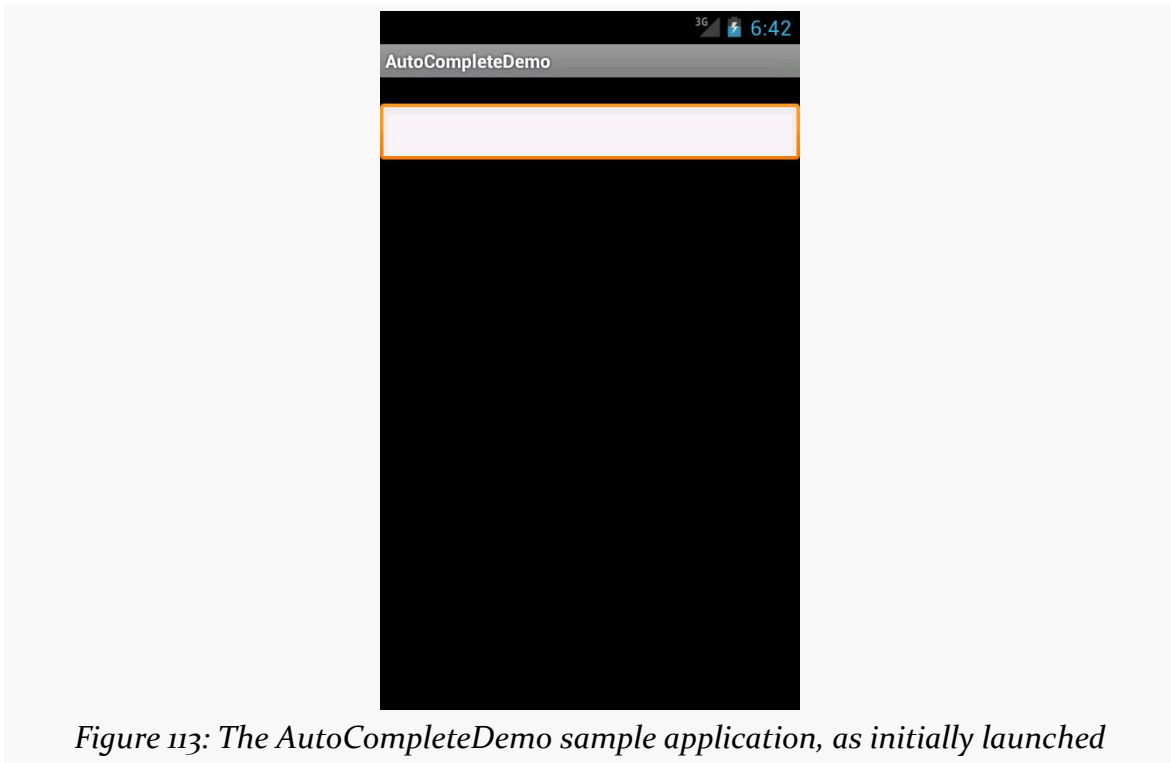 3G 6:42
AutoCompleteDemo
Figure 113: The AutoCompleteDemo sample application, as initially launched